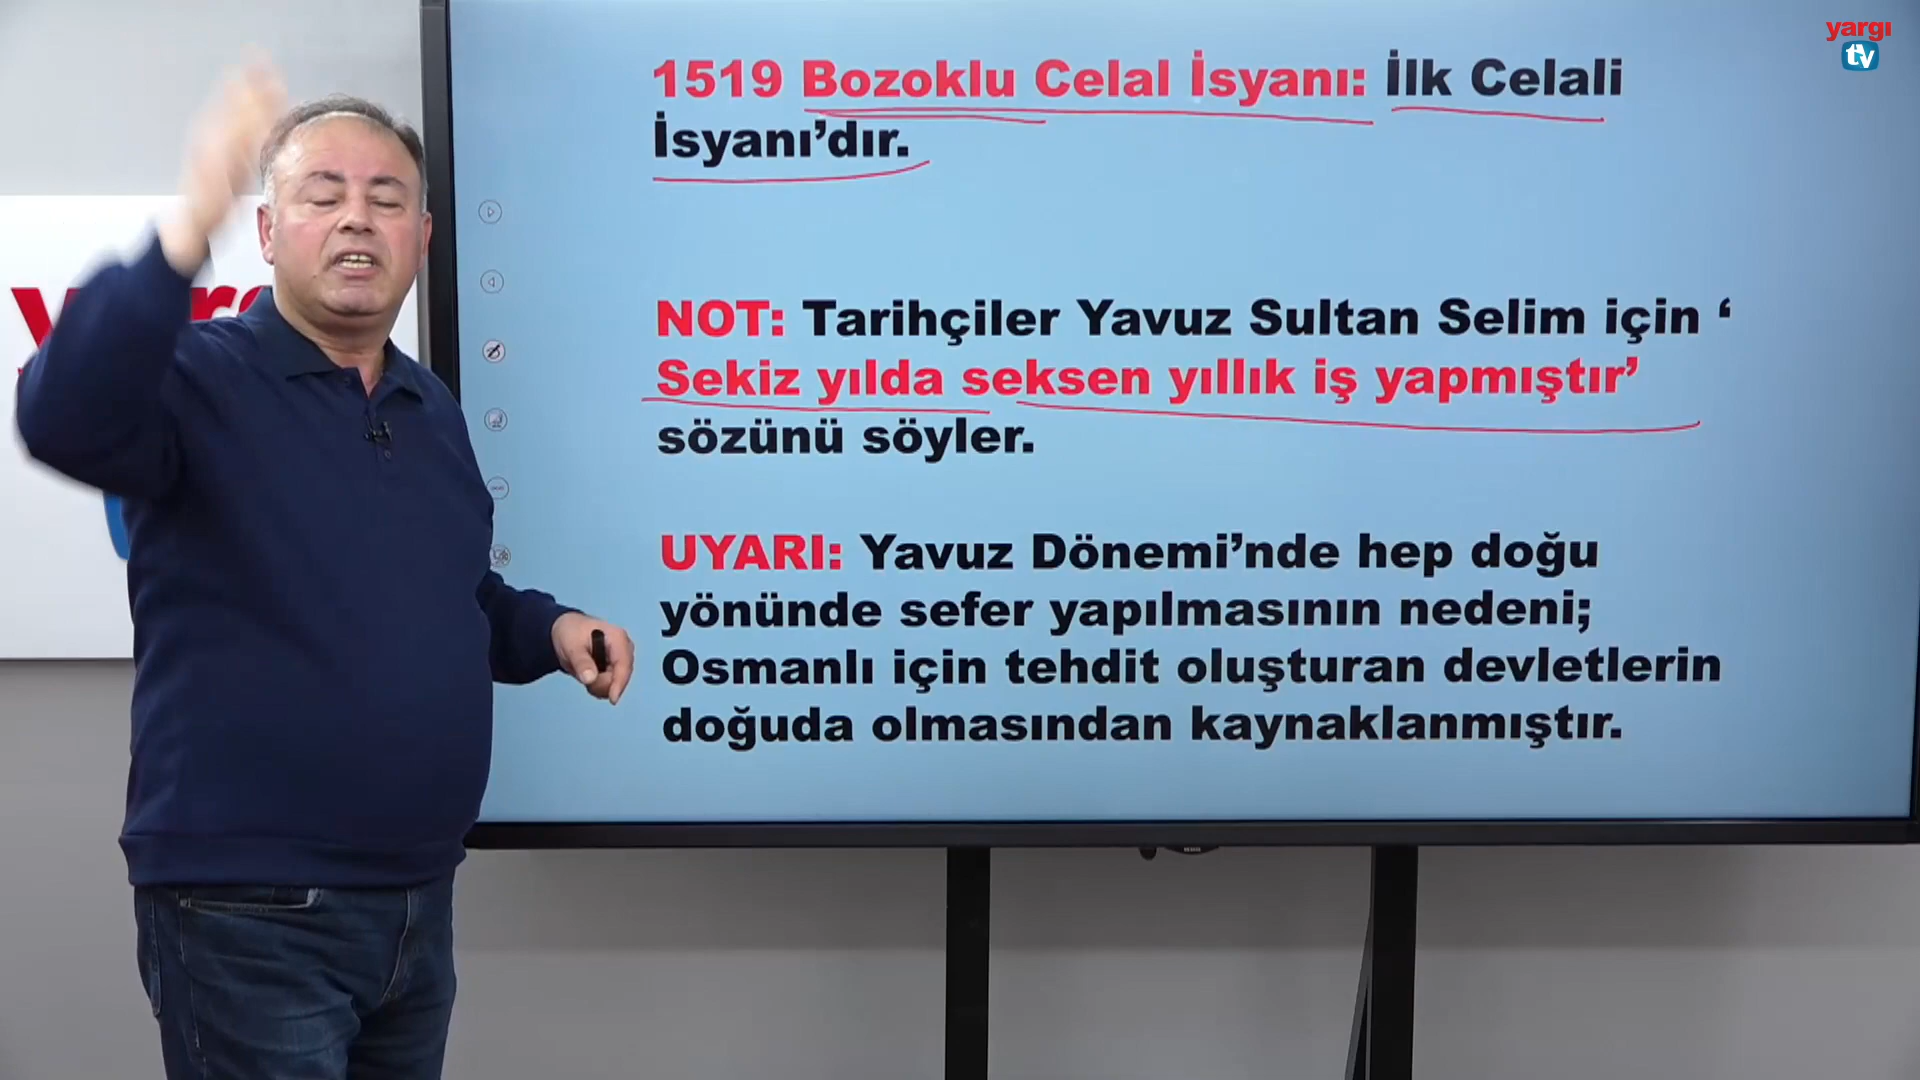 yargı
tv
1519 Bozoklu Celal İsyanı: İlk Celali
İsyanı’dır.
NOT: Tarihçiler Yavuz Sultan Selim için ‘
Sekiz yılda seksen yıllık iş yapmıştır’
sözünü söyler.
UYARI: Yavuz Dönemi’nde hep doğu
yönünde sefer yapılmasının nedeni;
Osmanlı için tehdit oluşturan devletlerin
doğuda olmasından kaynaklanmıştır.